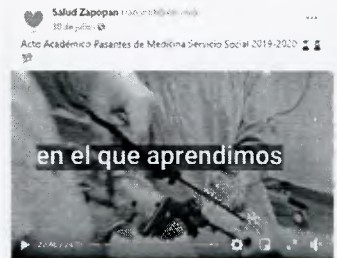 Salud Zapopan
30 de julio
Acto Académico Pasantes de Medicina Servicio Social 2019-2020
en el que aprendimos